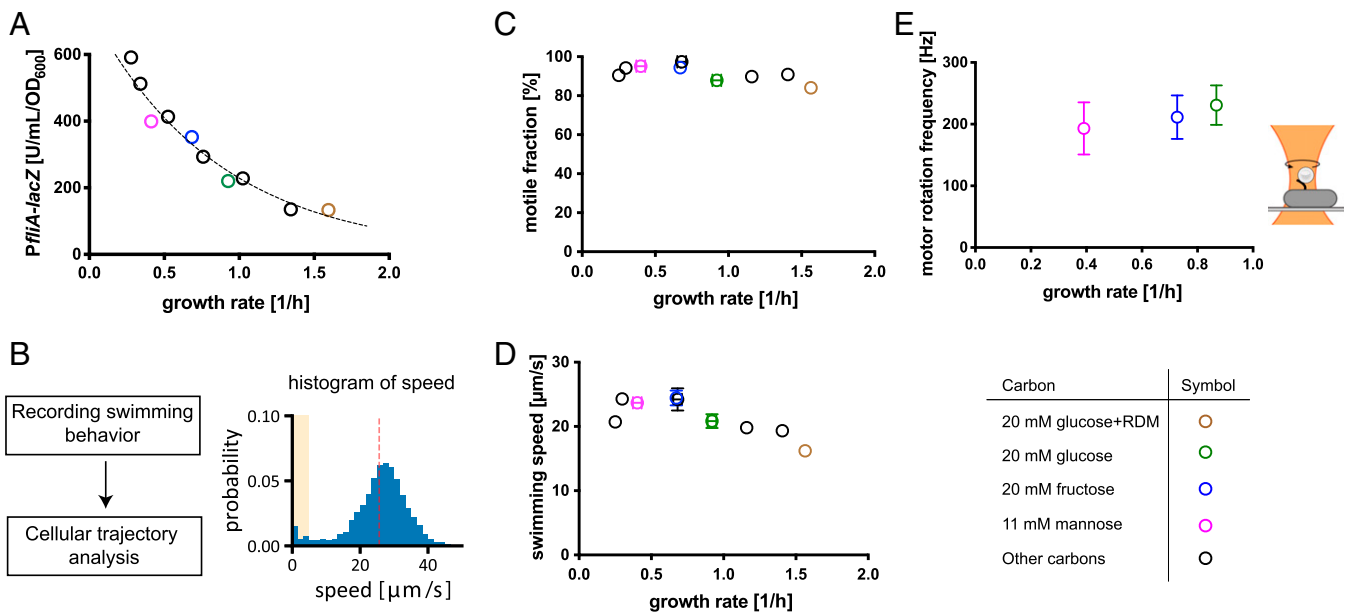 A
PfliA-lacZ [U/mL/OD600]
600
400
200
0
0.0 0.5 1.0 1.5 2.0
growth rate [1/h]
B
Recording swimming
behavior
Cellular trajectory
analysis
histogram of speed
probability
0.10
0.05
0.00
0 20 40
speed [μm/s]
C
motile fraction [%]
100
80
60
40
20
0
0.0 0.5 1.0 1.5 2.0
growth rate [1/h]
D
swimming speed [μm/s]
30
20
10
0
0.0 0.5 1.0 1.5 2.0
growth rate [1/h]
E
motor rotation frequency [Hz]
300
200
100
0
0.0 0.2 0.4 0.6 0.8 1.0
growth rate [1/h]
Carbon Symbol
20 mM glucose+RDM
20 mM glucose
20 mM fructose
11 mM mannose
Other carbons